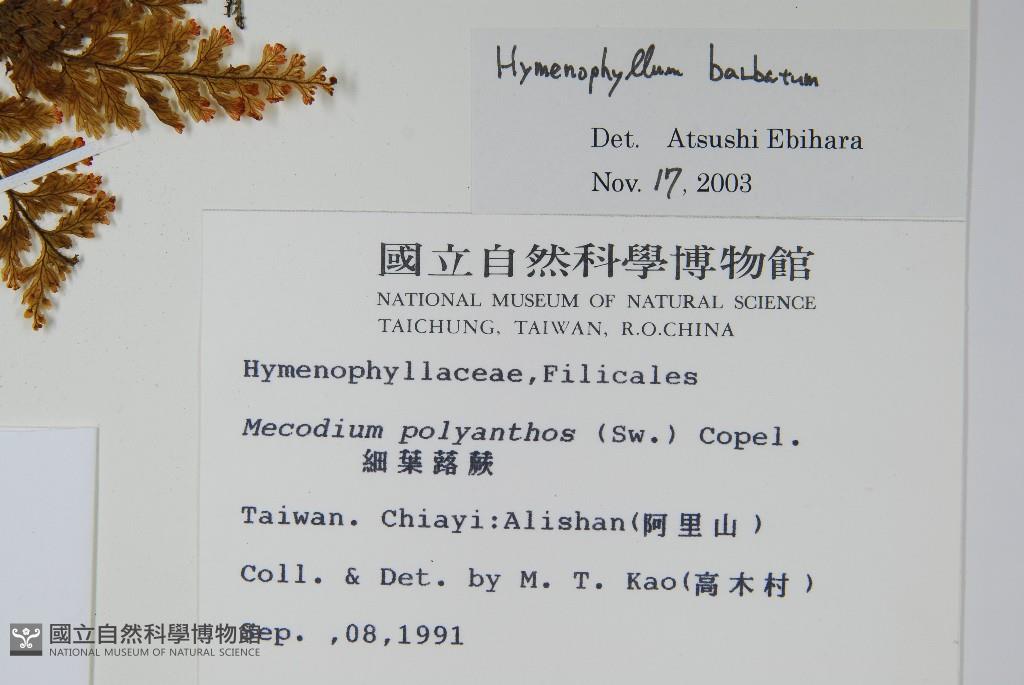 Hymenophyllum barbatum
Det. Atsushi Ebihara
Nov. 17, 2003
國立自然科學博物館
NATIONAL MUSEUM OF NATURAL SCIENCE
TAICHUNG, TAIWAN, R.O.CHINA
Hymenophyllaceae,Filicales
Mecodium polyanthos (Sw.) Copel.
細葉蕗蕨
Taiwan. Chiayi:Alishan(阿里山)
Coll. & Det. by M. T. Kao(高木村)
Sep. ,08,1991
國立自然科學博物館
NATIONAL MUSEUM OF NATURAL SCIENCE